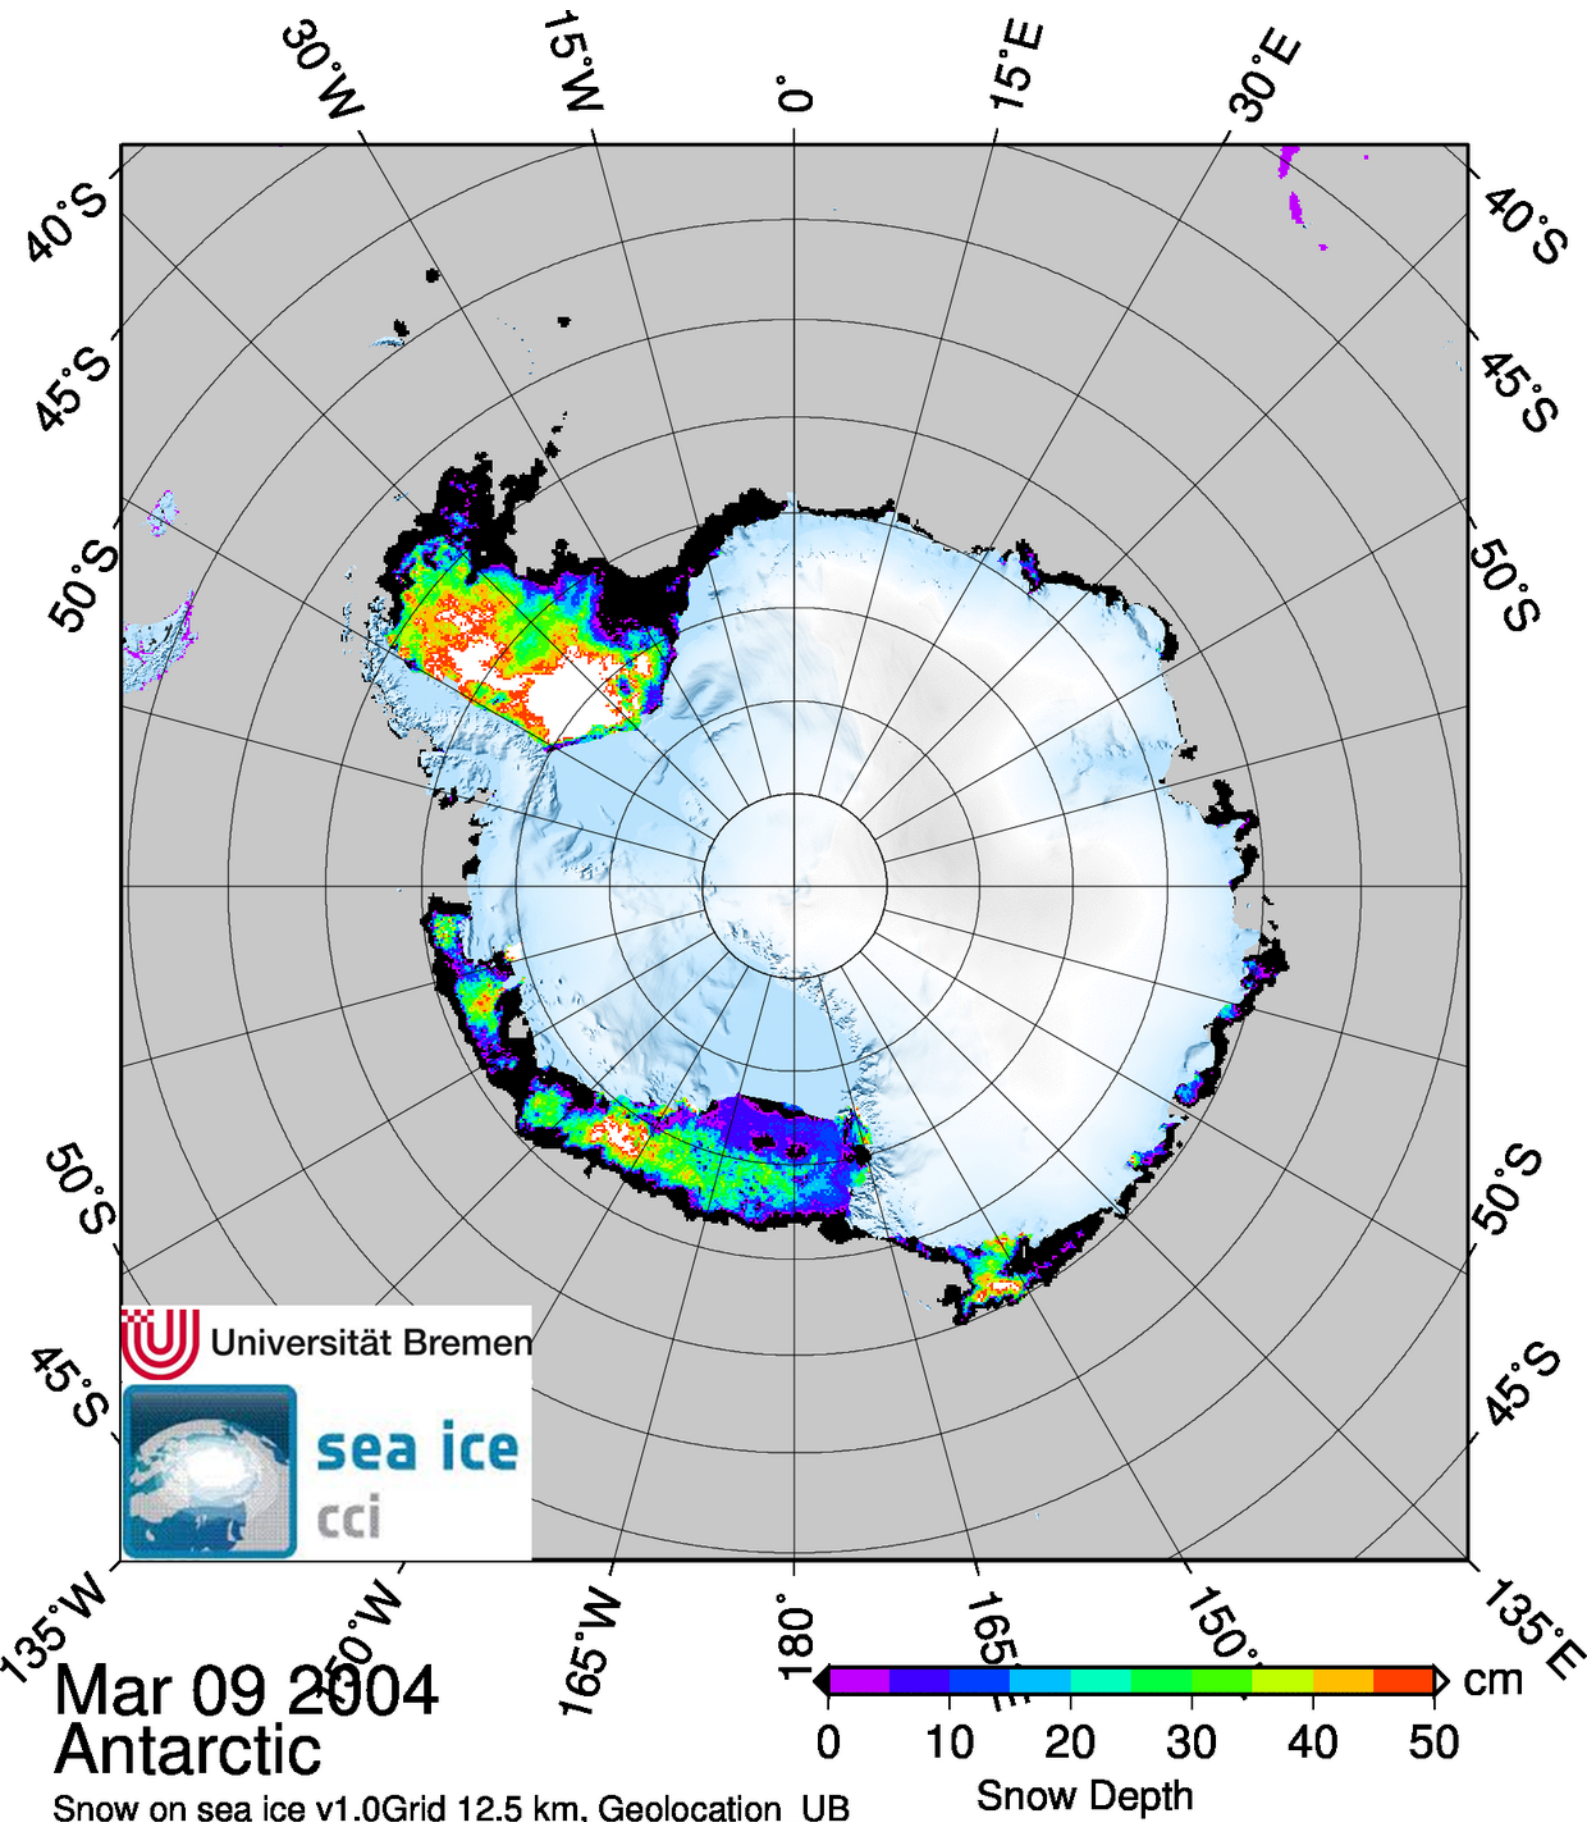 30°W 15°W 0° 15°E 30°E
40°S 40°S
45°S 45°S
50°S 50°S
50°S 50°S
45°S 45°S
Universität Bremen
sea ice
cci
135°W 150°W 165°W 180° 165°E 150° 135°E
Mar 09 2004
Antarctic
Snow on sea ice v1.0Grid 12.5 km, Geolocation UB
cm
0 10 20 30 40 50
Snow Depth